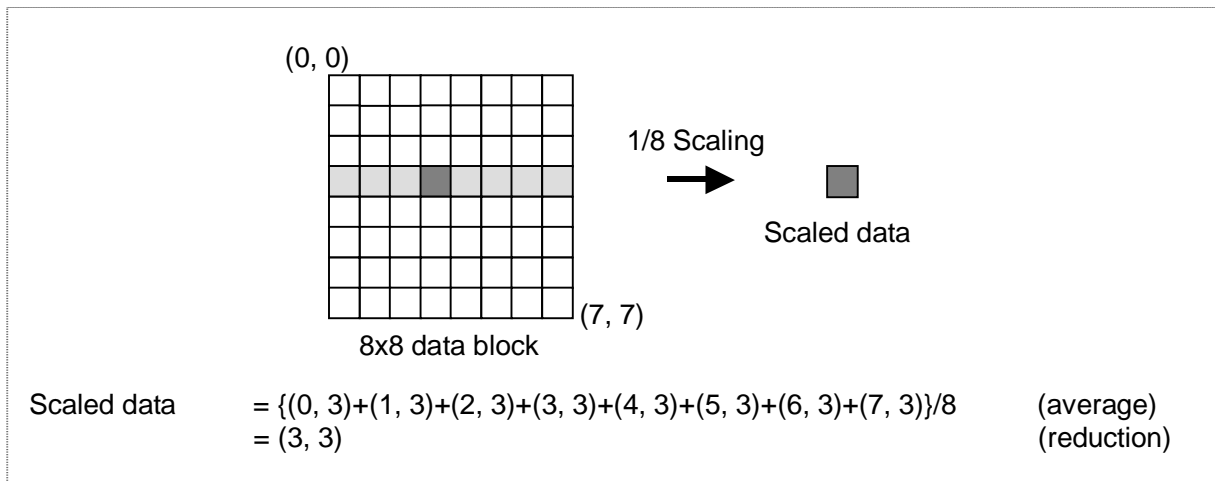 (0, 0)
1/8 Scaling
Scaled data
(7, 7)
8x8 data block
Scaled data = {(0, 3)+(1, 3)+(2, 3)+(3, 3)+(4, 3)+(5, 3)+(6, 3)+(7, 3)}/8 (average)
= (3, 3) (reduction)